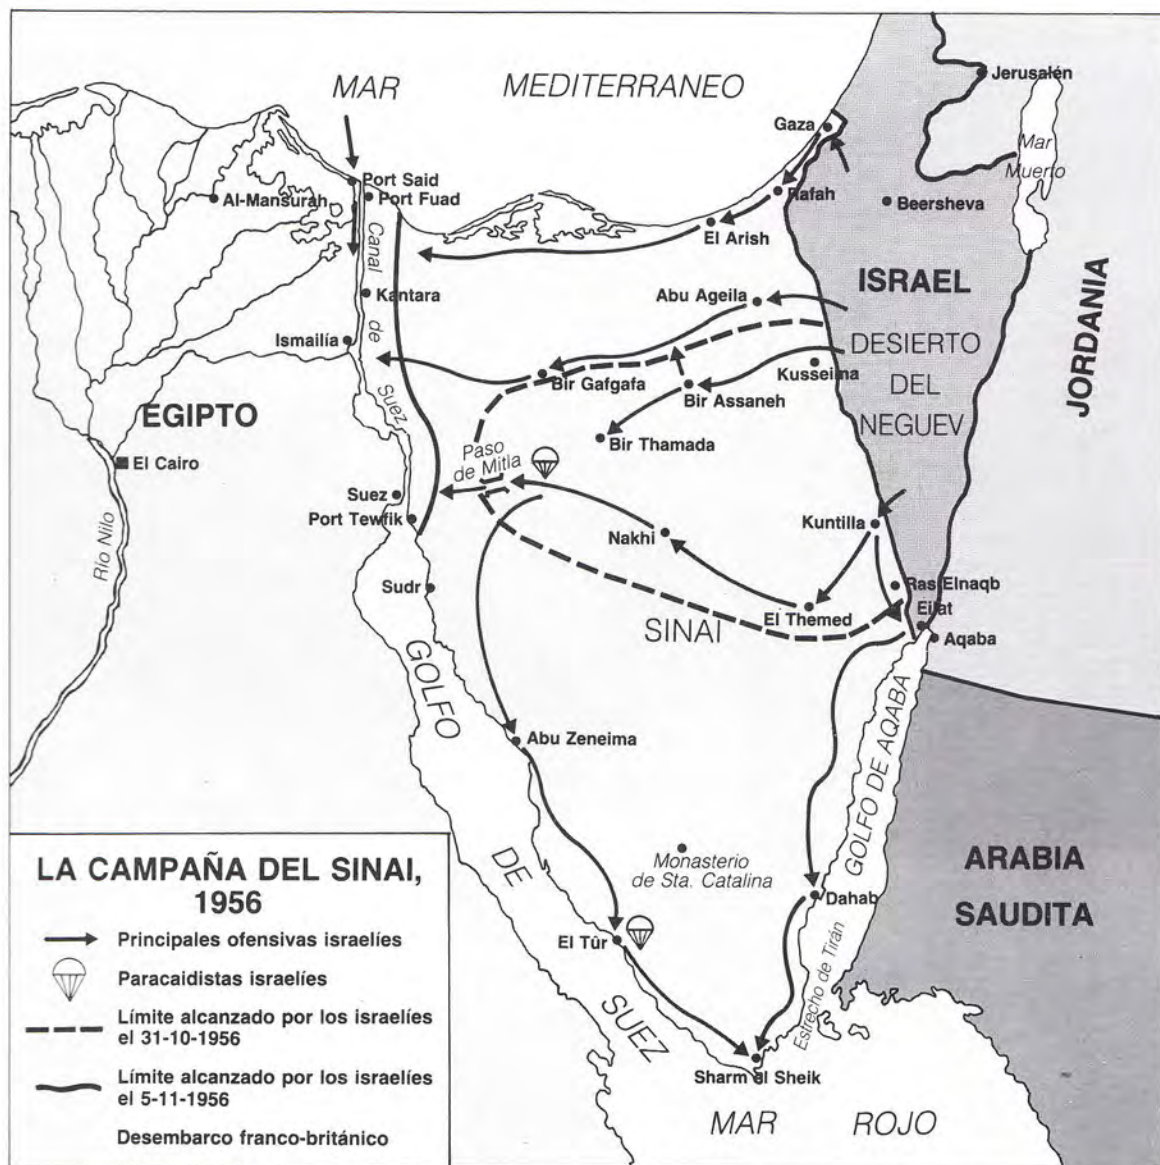 MAR
MEDITERRANEO
Jerusalén
Gaza
Mar
Muerto
Port Said
Port Fuad
Al-Mansurah
Rafah
Beersheva
El Arish
Canal de Suez
ISRAEL
JORDANIA
Kantara
Abu Ageila
Ismailía
DESIERTO
DEL
NEGUEV
Kusseima
Bir Gafgafa
Bir Assaneh
EGIPTO
Bir Thamada
El Cairo
Paso
de Mitla
Suez
Port Tewfik
Nakhi
Kuntilla
Río Nilo
Sudr
Ras Elnaqb
El Themed
Eilat
SINAI
Aqaba
GOLFO DE SUEZ
GOLFO DE AQABA
Abu Zeneima
Monasterio
de Sta. Catalina
ARABIA
SAUDITA
Dahab
El Tûr
Estrecho de Tirán
Sharm El Sheik
MAR ROJO
LA CAMPAÑA DEL SINAI,
1956
Principales ofensivas israelíes
Paracaidistas israelíes
Límite alcanzado por los israelíes
el 31-10-1956
Límite alcanzado por los israelíes
el 5-11-1956
Desembarco franco-británico